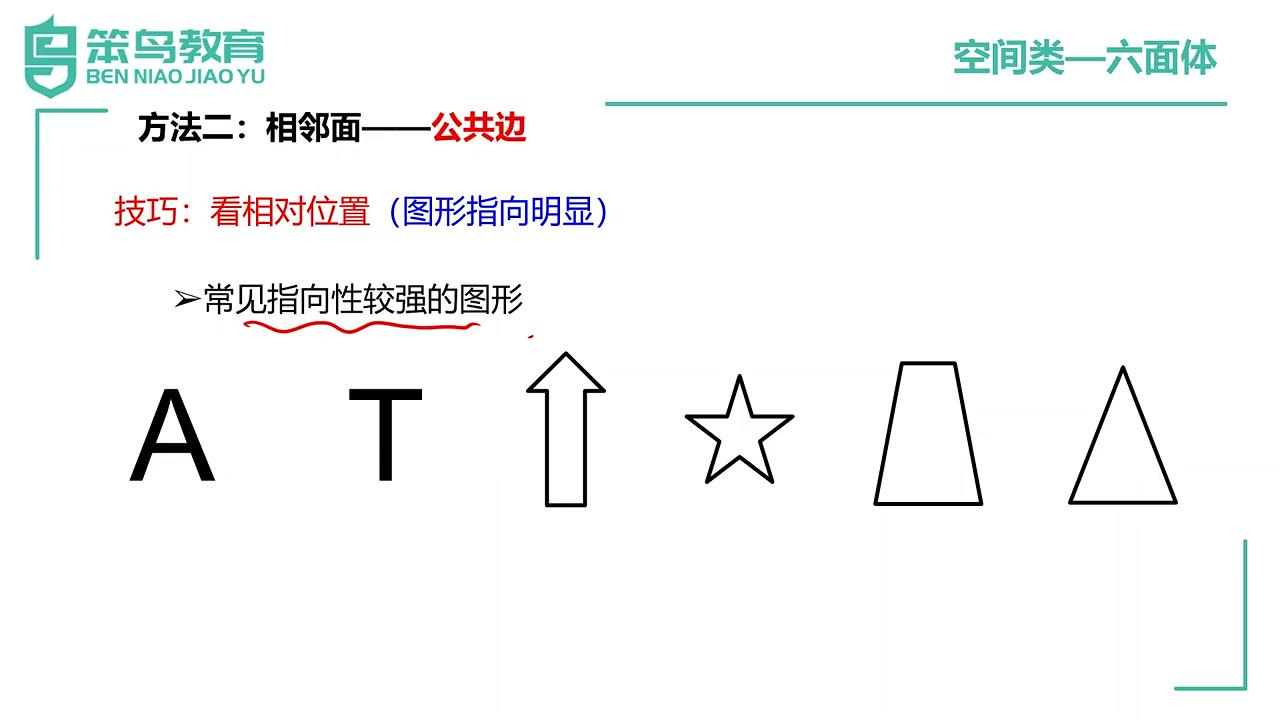 笨鸟教育
BEN NIAO JIAO YU
空间类—六面体
方法二：相邻面——公共边
技巧：看相对位置（图形指向明显）
➢常见指向性较强的图形
A T